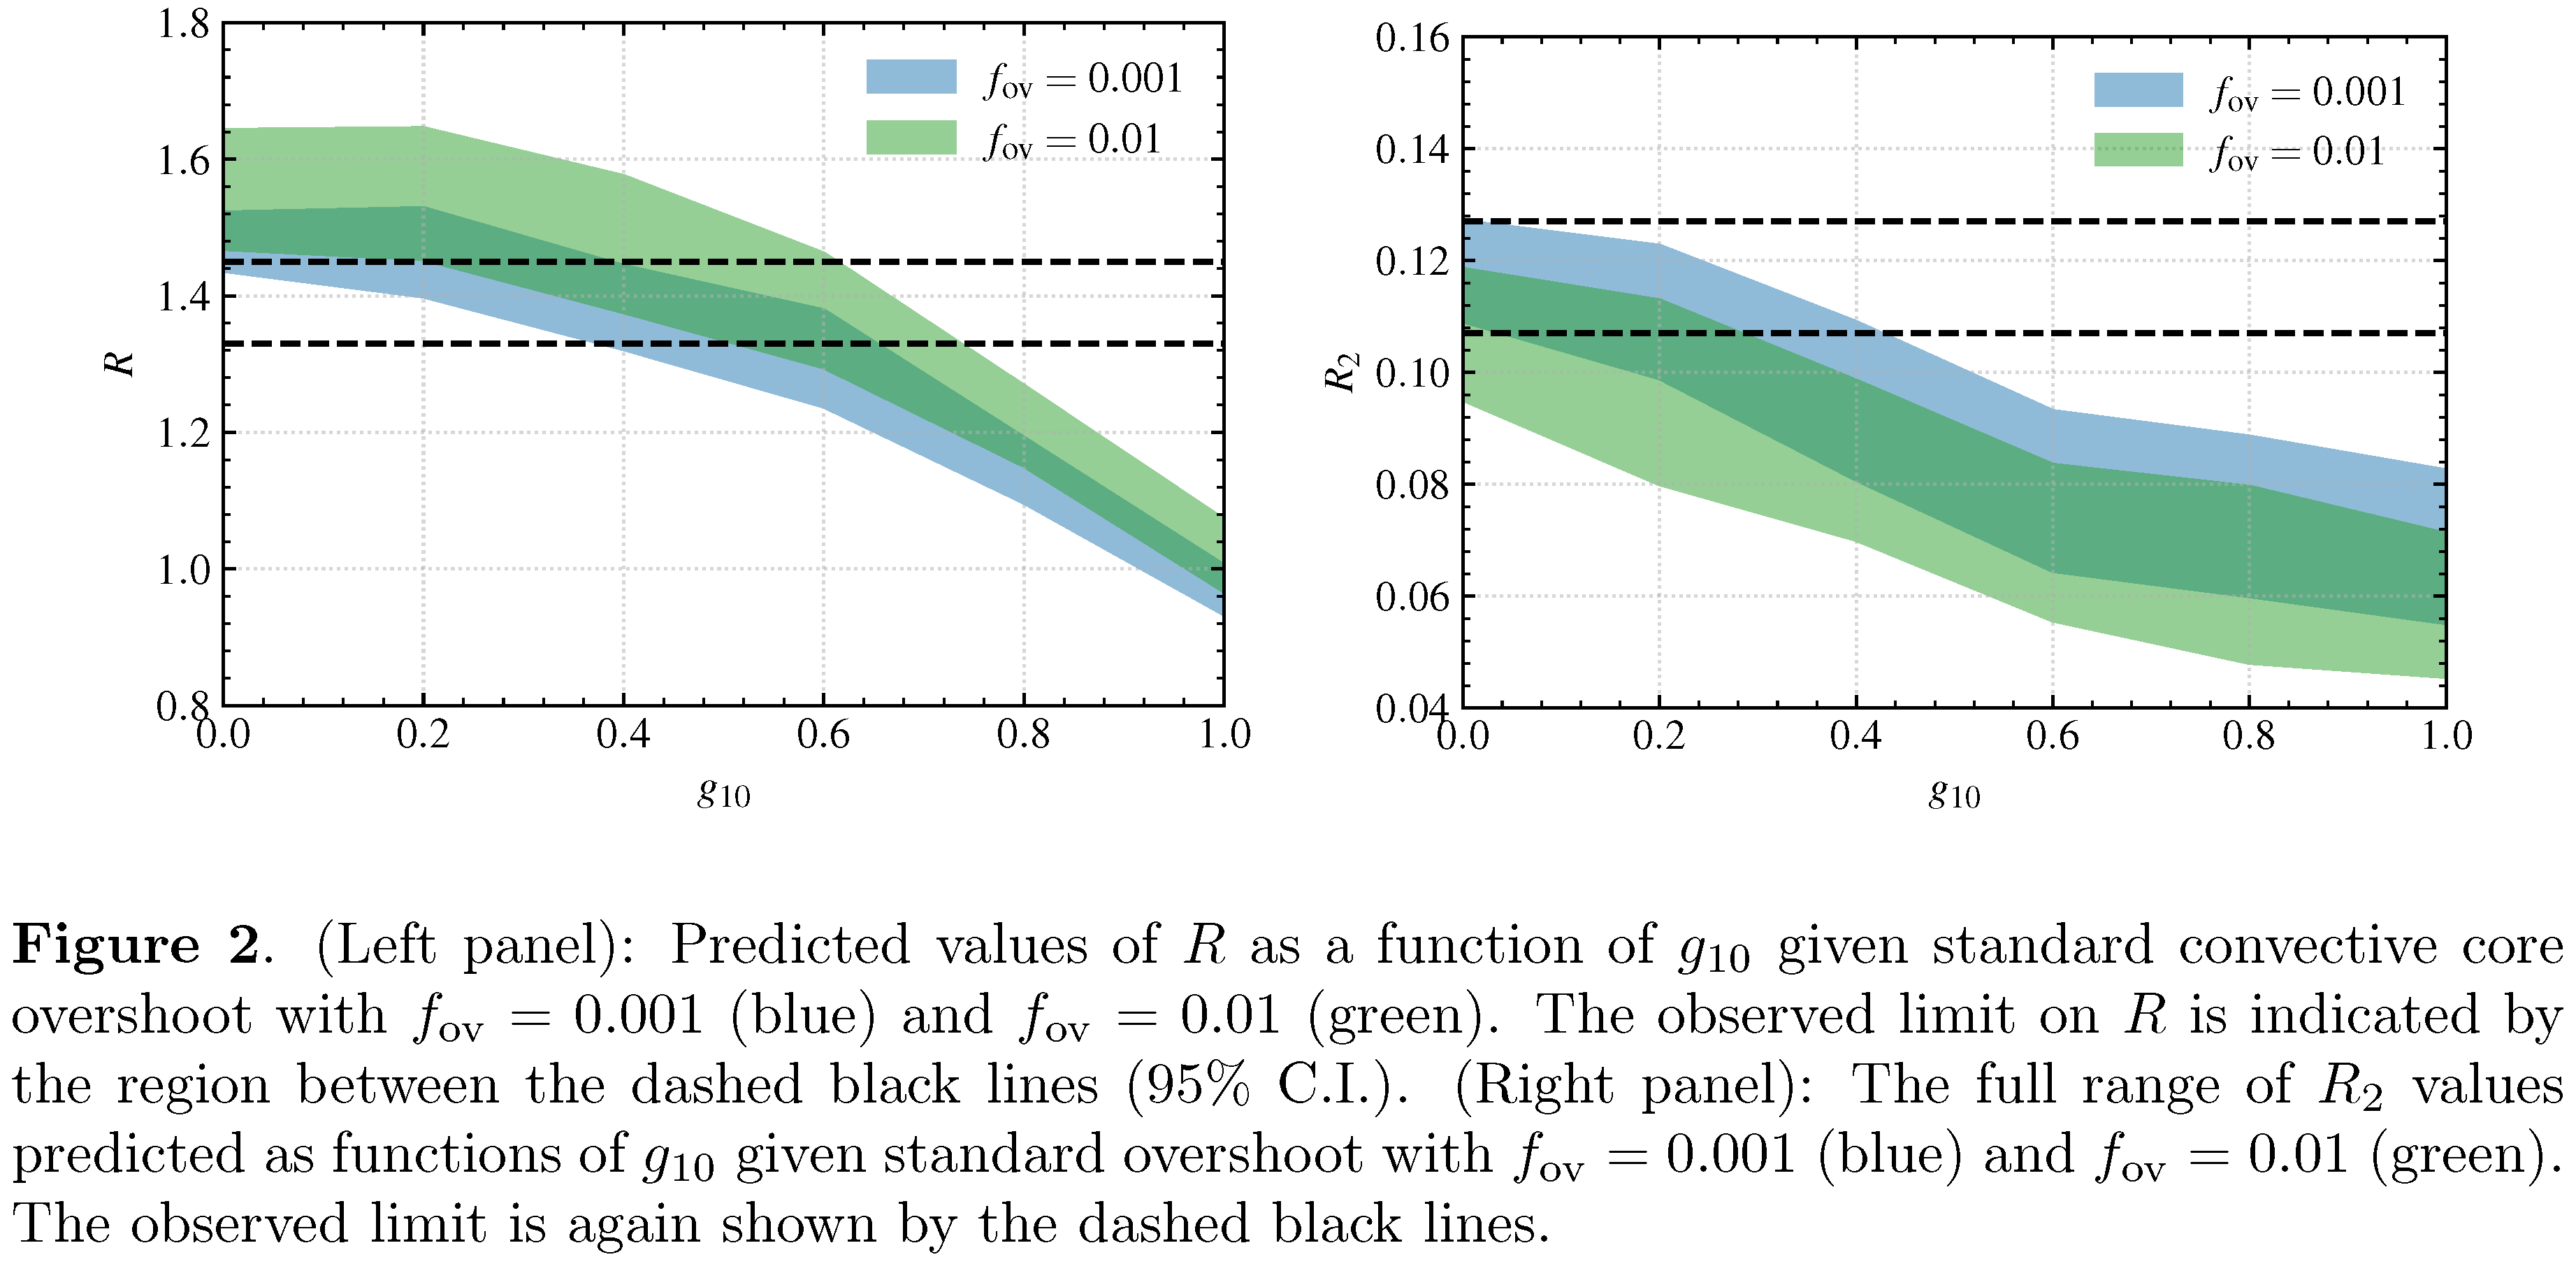 1.8
1.6
1.4
1.2
1.0
0.8
R
0.0 0.2 0.4 0.6 0.8 1.0
g10
fov = 0.001
fov = 0.01
0.16
0.14
0.12
0.10
0.08
0.06
0.04
R2
0.0 0.2 0.4 0.6 0.8 1.0
g10
fov = 0.001
fov = 0.01
Figure 2. (Left panel): Predicted values of R as a function of g10 given standard convective core
overshoot with fov = 0.001 (blue) and fov = 0.01 (green). The observed limit on R is indicated by
the region between the dashed black lines (95% C.I.). (Right panel): The full range of R2 values
predicted as functions of g10 given standard overshoot with fov = 0.001 (blue) and fov = 0.01 (green).
The observed limit is again shown by the dashed black lines.